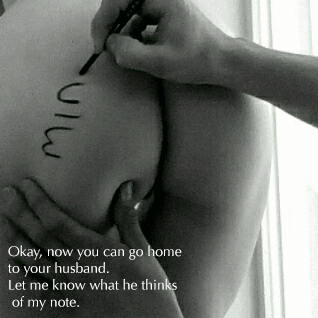 Okay, now you can go home
to your husband.
Let me know what he thinks
of my note.